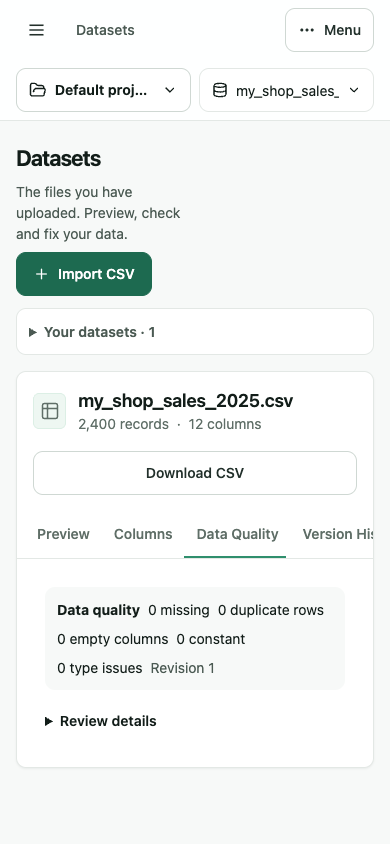 Datasets
Menu
Default proj...
my_shop_sales_
Datasets
The files you have
uploaded. Preview, check
and fix your data.
Import CSV
Your datasets · 1
my_shop_sales_2025.csv
2,400 records · 12 columns
Download CSV
Preview Columns Data Quality Version His
Data quality 0 missing 0 duplicate rows
0 empty columns 0 constant
0 type issues Revision 1
Review details